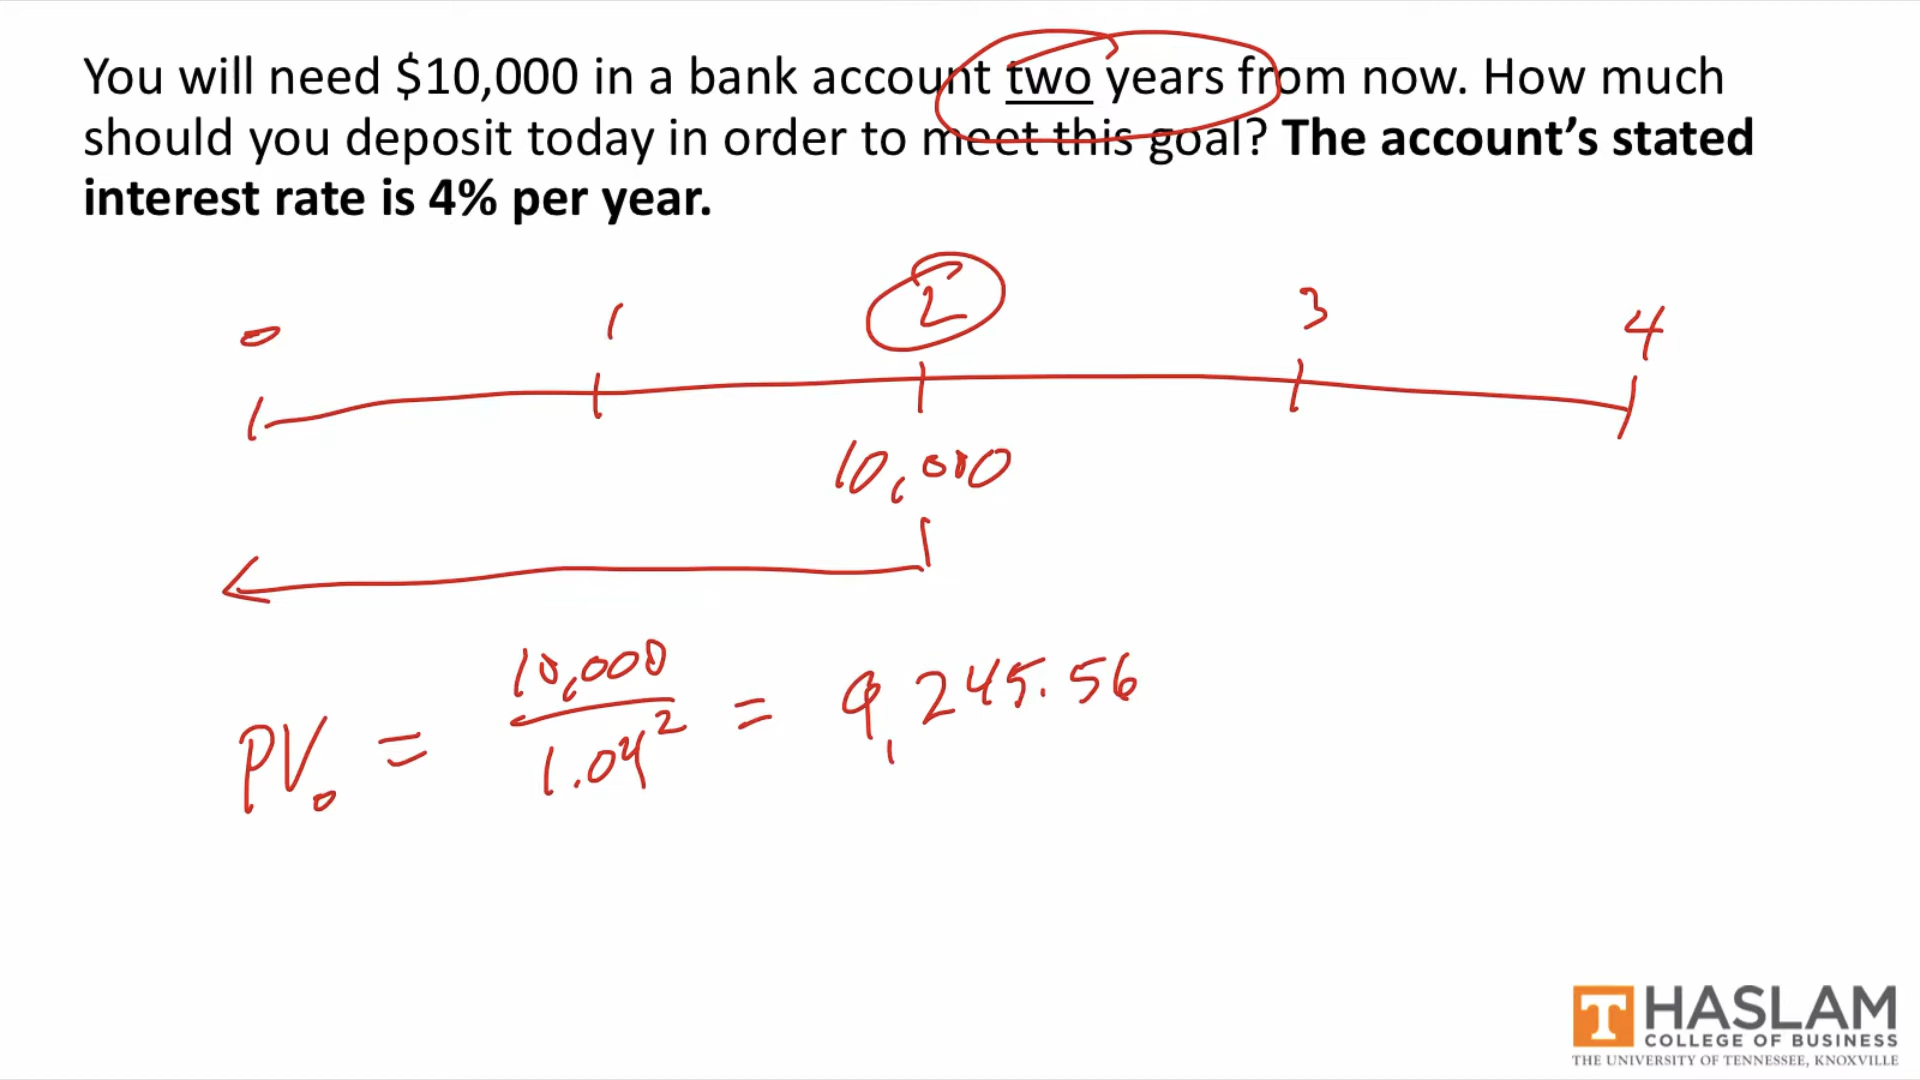 You will need $10,000 in a bank account two years from now. How much
should you deposit today in order to meet this goal? The account’s stated
interest rate is 4% per year.
0 1 2 3 4
10,000
PV₀ = 10,000 / 1.04² = 9,245.56
HASLAM
COLLEGE OF BUSINESS
THE UNIVERSITY OF TENNESSEE, KNOXVILLE